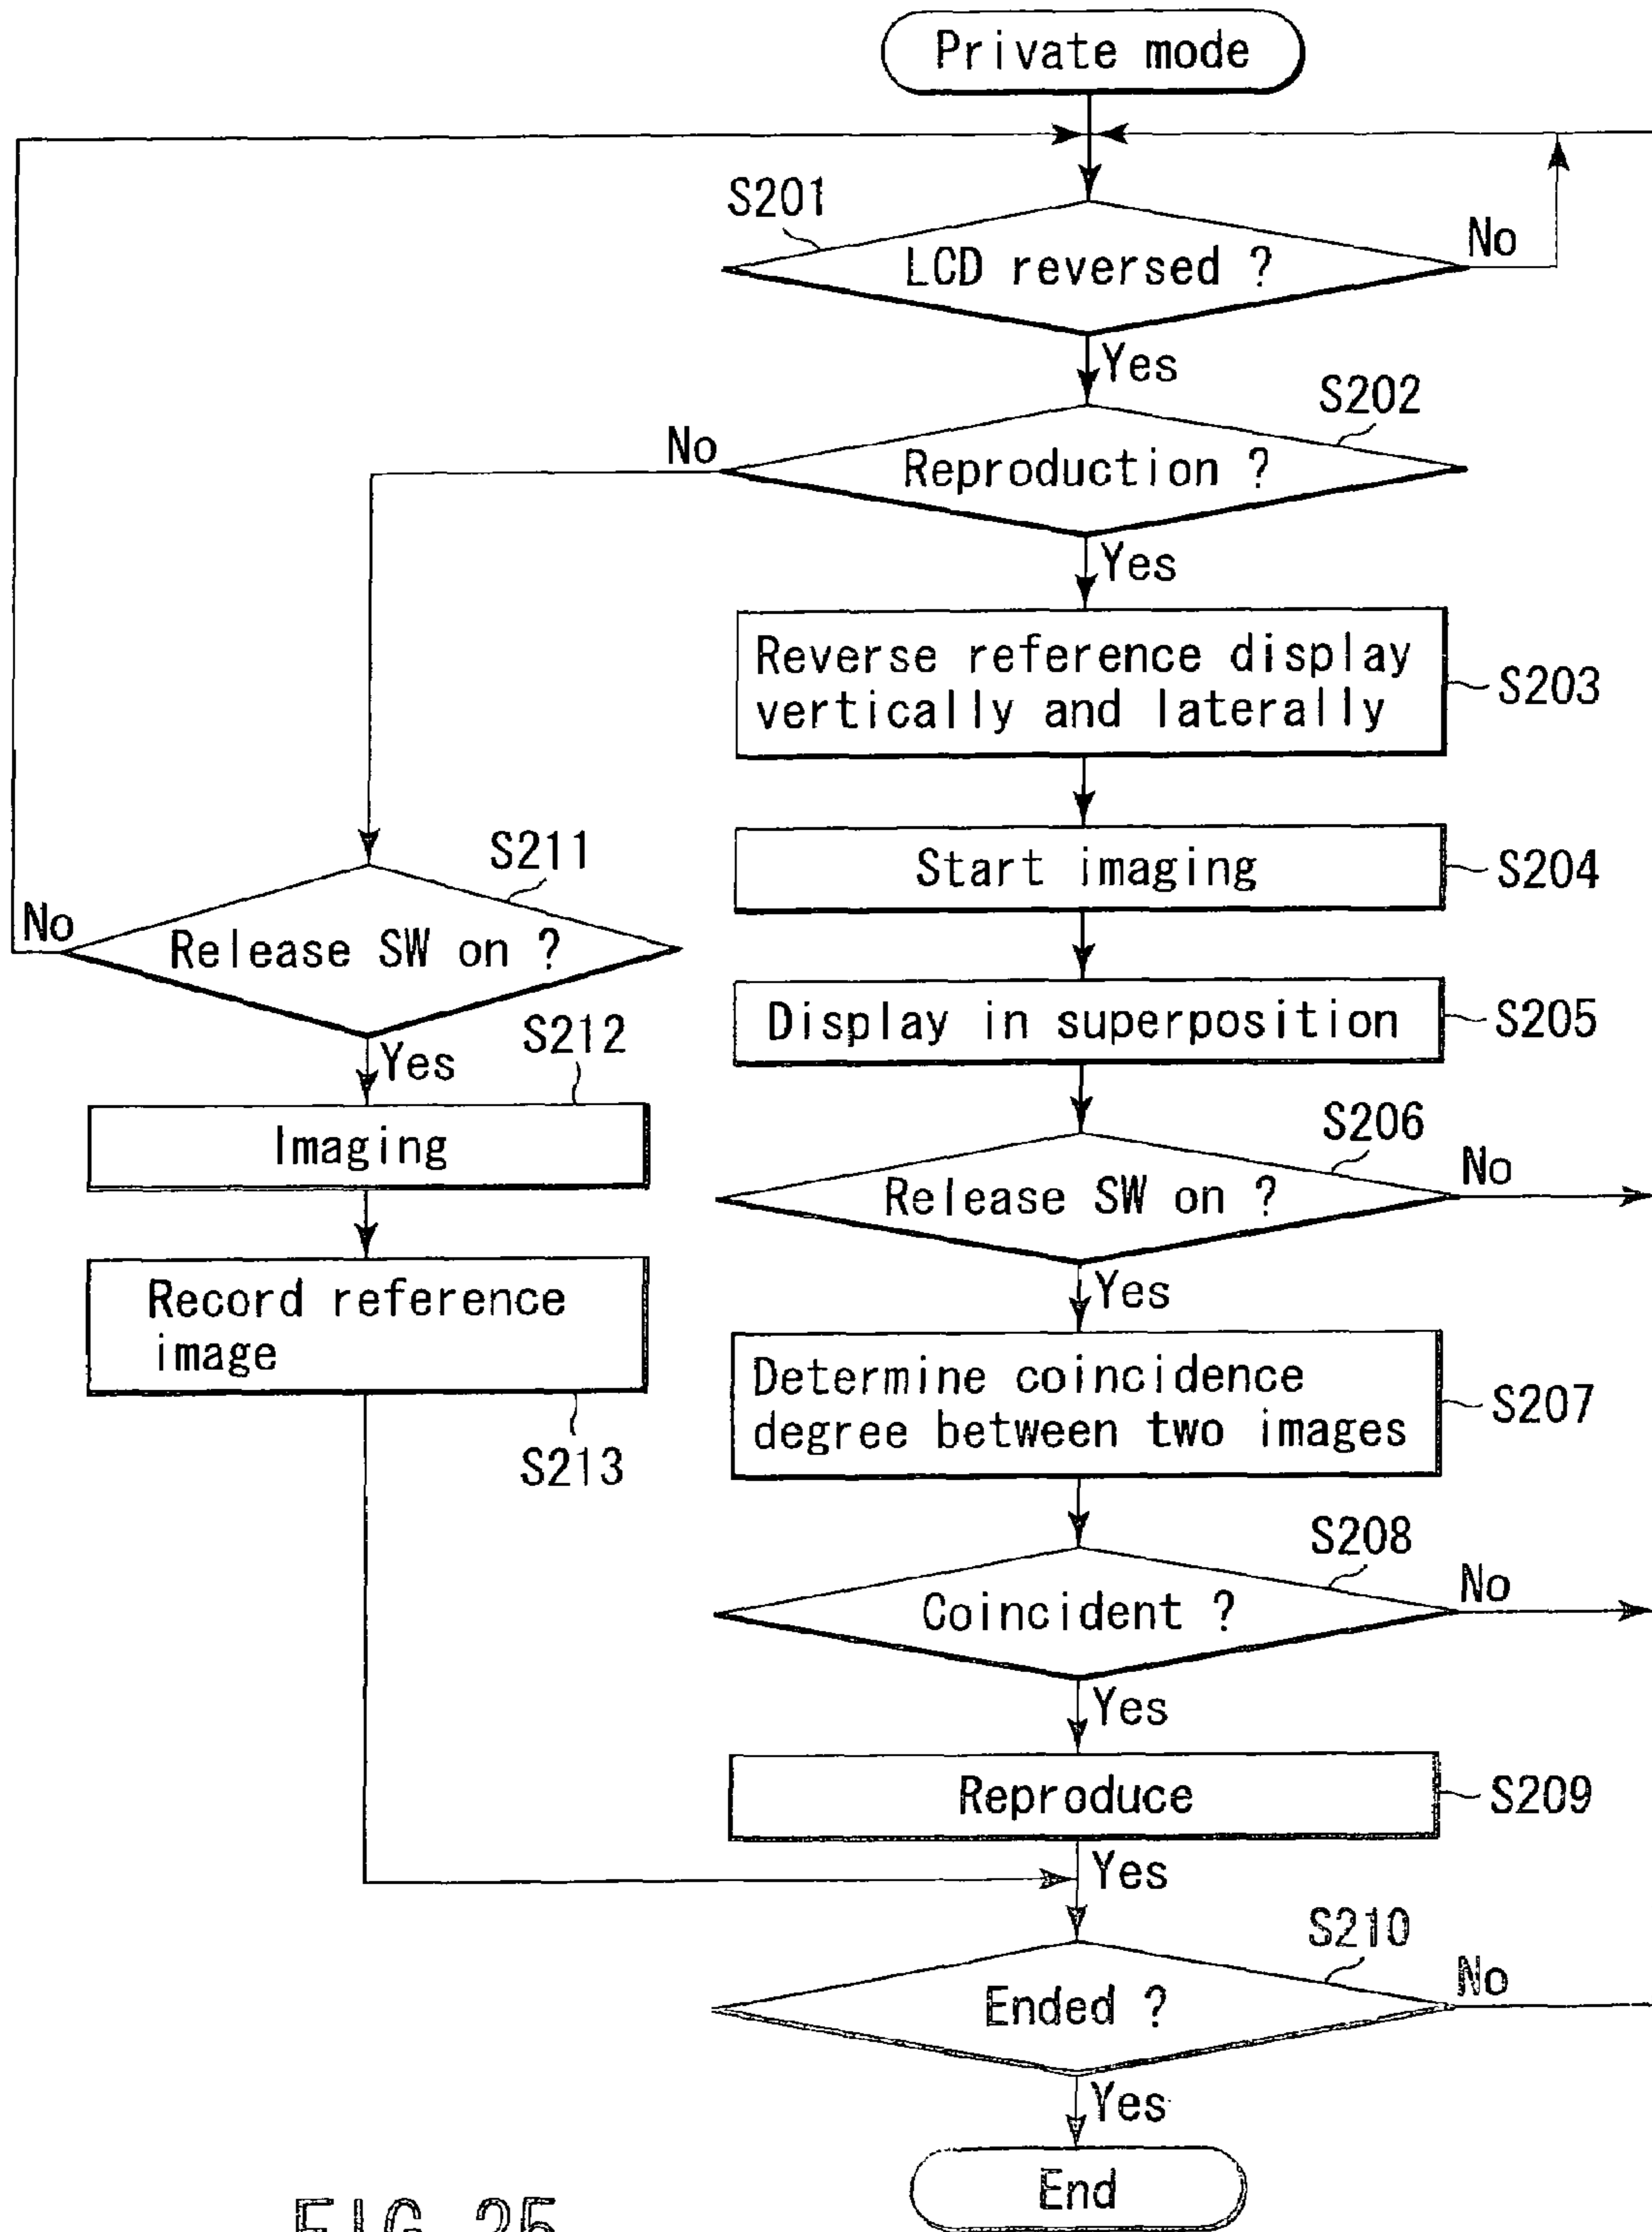 Private mode
S201
LCD reversed ?
No
Yes
S202
No
Reproduction ?
Yes
Reverse reference display
vertically and laterally
S203
Start imaging
S204
Display in superposition
S205
S206
Release SW on ?
No
Yes
Determine coincidence
degree between two images
S207
S208
Coincident ?
No
Yes
Reproduce
S209
Yes
S210
Ended ?
No
Yes
End
S211
No
Release SW on ?
Yes
S212
Imaging
Record reference
image
S213
FIG. 25